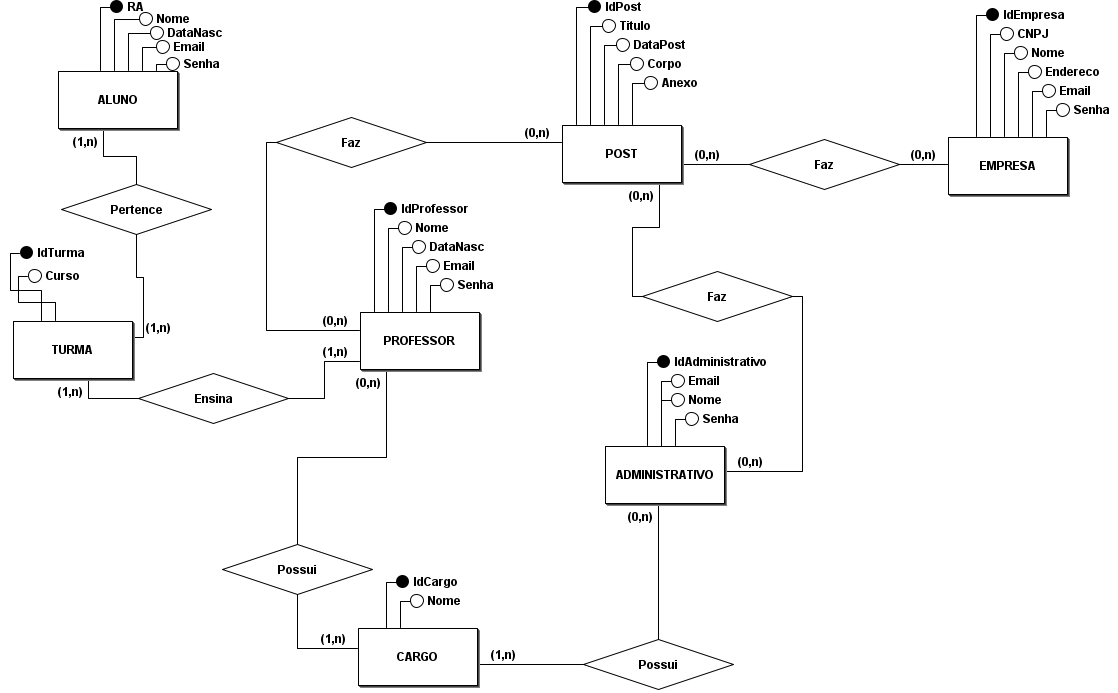 RA
Nome
DataNasc
Email
Senha
ALUNO
(1,n)
Pertence
(1,n)
IdTurma
Curso
TURMA
(1,n)
Ensina
(1,n)
IdProfessor
Nome
DataNasc
Email
Senha
PROFESSOR
(0,n)
Faz
(0,n)
IdPost
Titulo
DataPost
Corpo
Anexo
POST
(0,n)
Faz
(0,n)
IdEmpresa
CNPJ
Nome
Endereco
Email
Senha
EMPRESA
(0,n)
Faz
(0,n)
IdAdministrativo
Email
Nome
Senha
ADMINISTRATIVO
(0,n)
Possui
(1,n)
IdCargo
Nome
CARGO
(1,n)
Possui
(0,n)